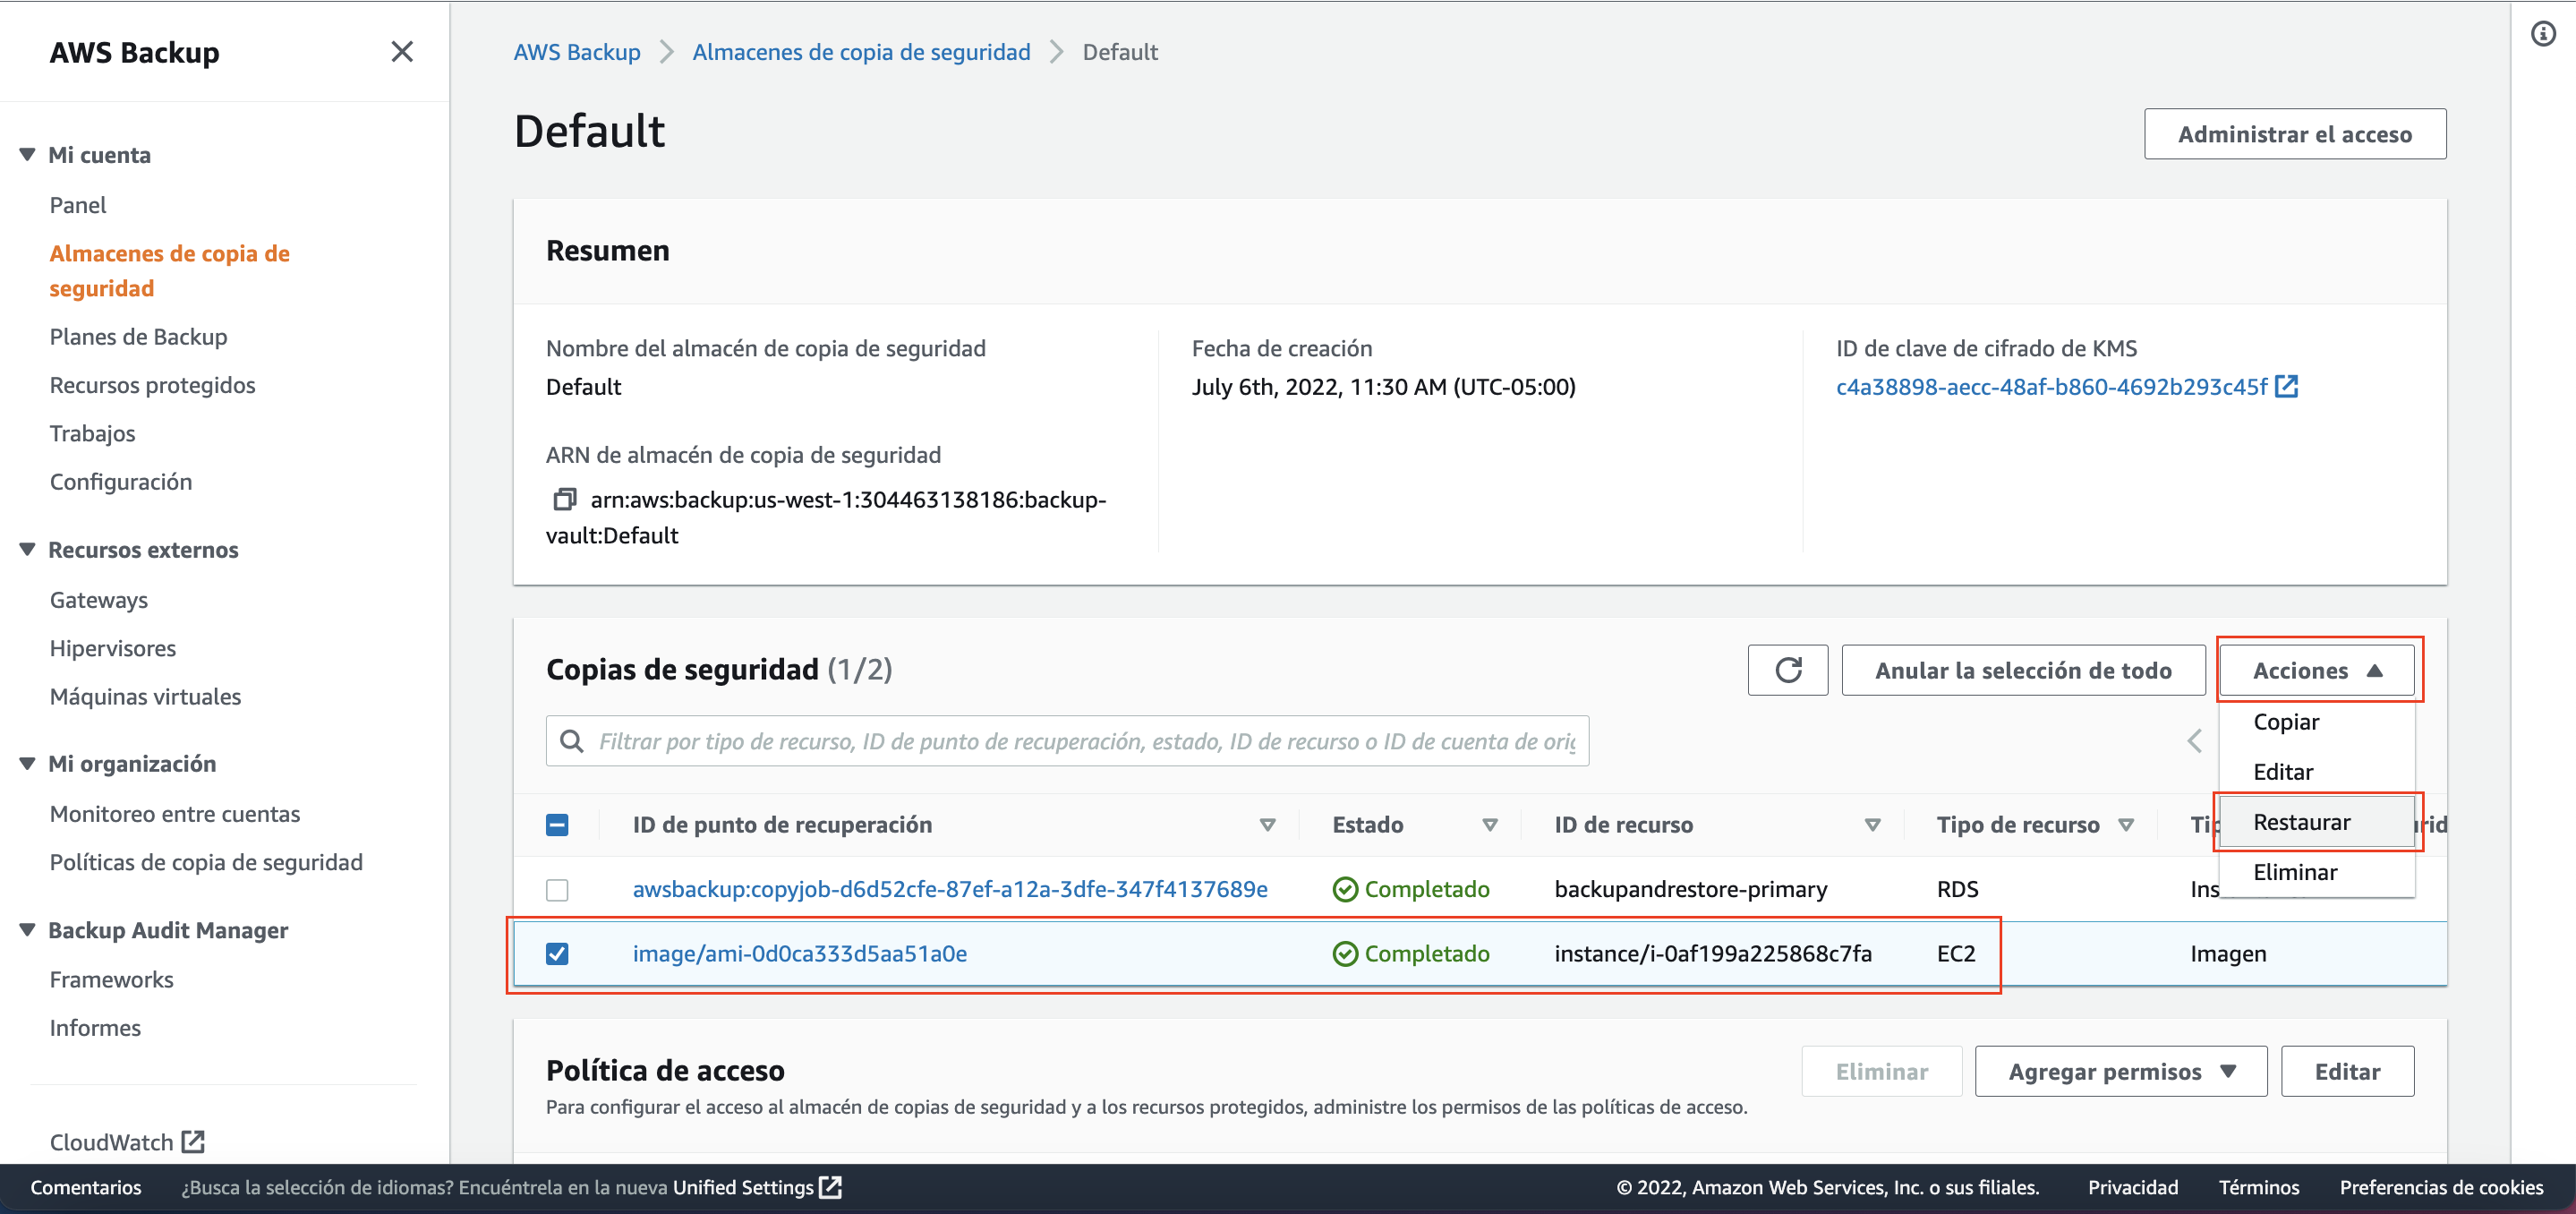 AWS Backup
Mi cuenta
Panel
Almacenes de copia de
seguridad
Planes de Backup
Recursos protegidos
Trabajos
Configuración
Recursos externos
Gateways
Hipervisores
Máquinas virtuales
Mi organización
Monitoreo entre cuentas
Políticas de copia de seguridad
Backup Audit Manager
Frameworks
Informes
CloudWatch
AWS Backup > Almacenes de copia de seguridad > Default
Default
Administrar el acceso
Resumen
Nombre del almacén de copia de seguridad
Default
ARN de almacén de copia de seguridad
arn:aws:backup:us-west-1:304463138186:backup-
vault:Default
Fecha de creación
July 6th, 2022, 11:30 AM (UTC-05:00)
ID de clave de cifrado de KMS
c4a38898-aecc-48af-b860-4692b293c45f
Copias de seguridad (1/2)
Anular la selección de todo
Acciones
Copiar
Editar
Restaurar
Eliminar
Filtrar por tipo de recurso, ID de punto de recuperación, estado, ID de recurso o ID de cuenta de orig
ID de punto de recuperación Estado ID de recurso Tipo de recurso
awsbackup:copyjob-d6d52cfe-87ef-a12a-3dfe-347f4137689e Completado backupandrestore-primary RDS
image/ami-0d0ca333d5aa51a0e Completado instance/i-0af199a225868c7fa EC2 Imagen
Política de acceso
Para configurar el acceso al almacén de copias de seguridad y a los recursos protegidos, administre los permisos de las políticas de acceso.
Eliminar
Agregar permisos
Editar
Comentarios ¿Busca la selección de idiomas? Encuéntrela en la nueva Unified Settings © 2022, Amazon Web Services, Inc. o sus filiales. Privacidad Términos Preferencias de cookies